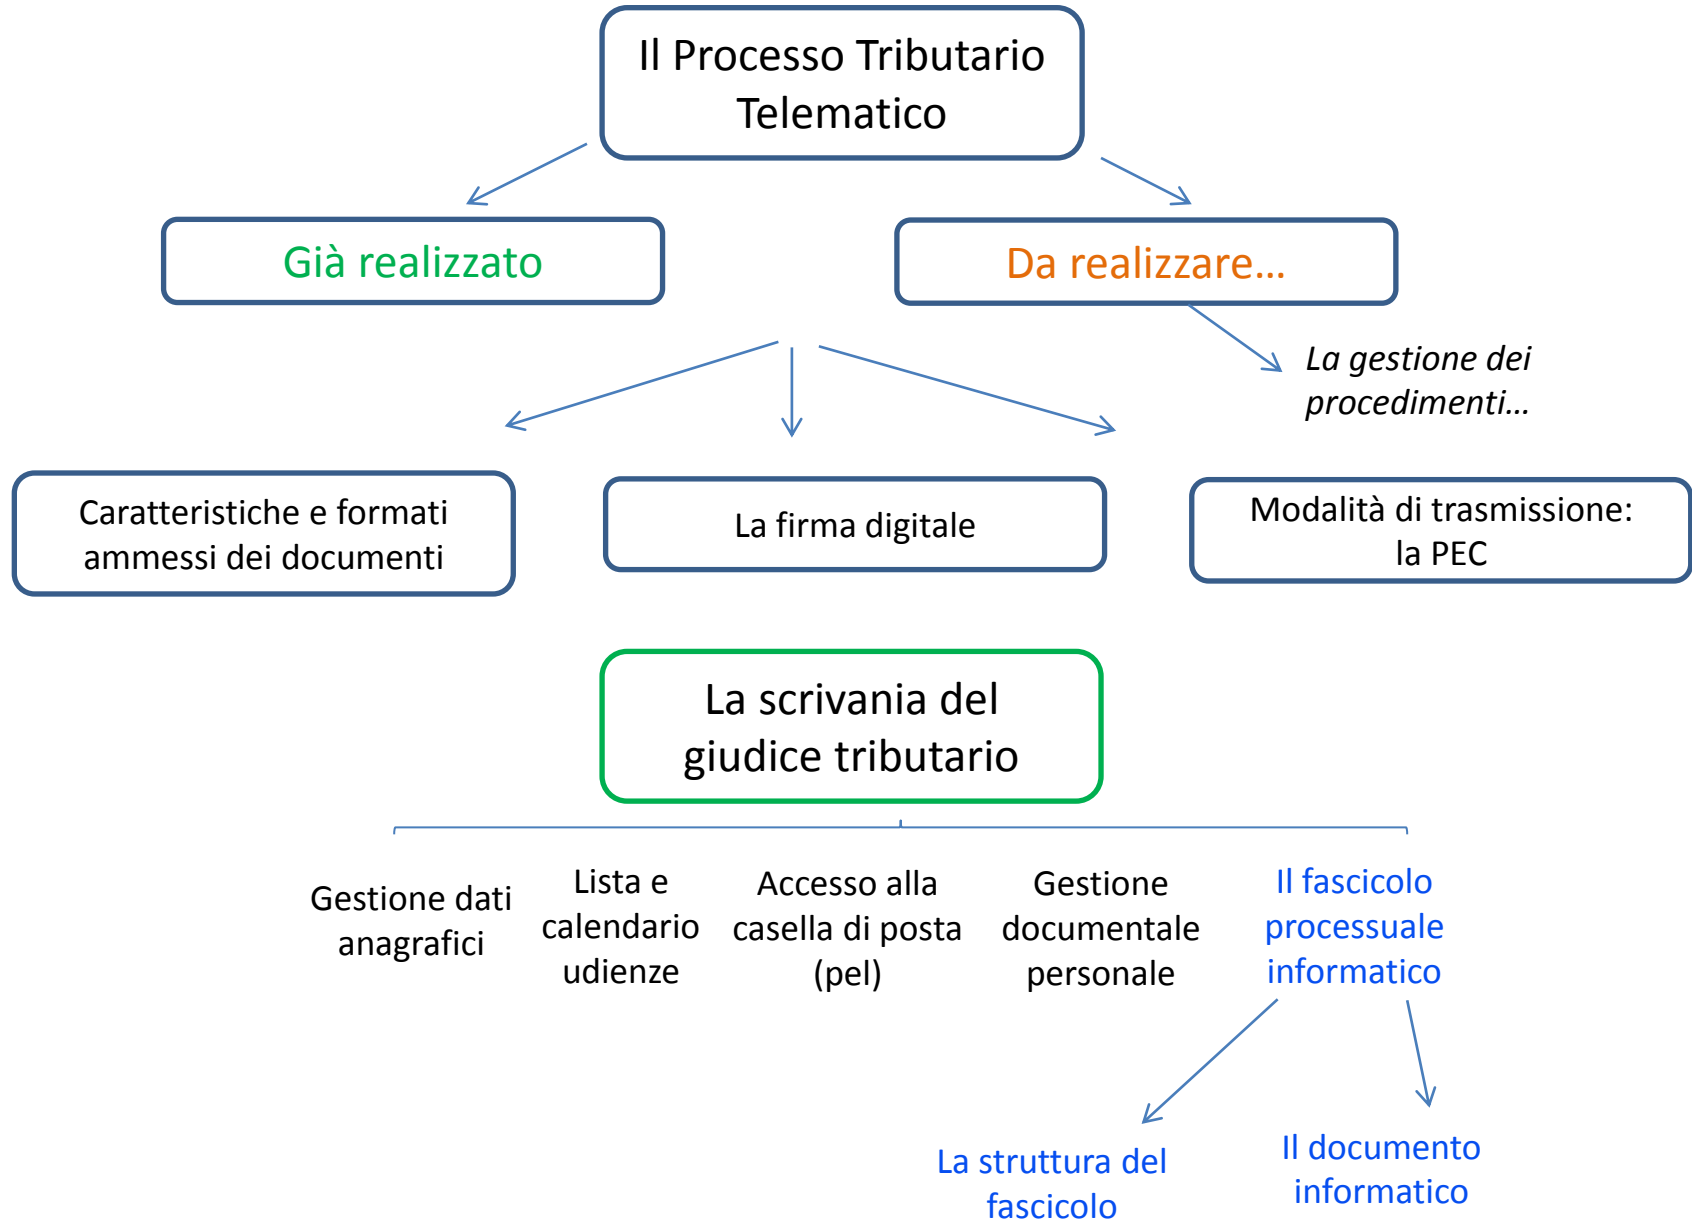 Il Processo Tributario
Telematico
Già realizzato
Da realizzare…
La gestione dei
procedimenti…
Caratteristiche e formati
ammessi dei documenti
La firma digitale
Modalità di trasmissione:
la PEC
La scrivania del
giudice tributario
Gestione dati
anagrafici
Lista e
calendario
udienze
Accesso alla
casella di posta
(pel)
Gestione
documentale
personale
Il fascicolo
processuale
informatico
La struttura del
fascicolo
Il documento
informatico